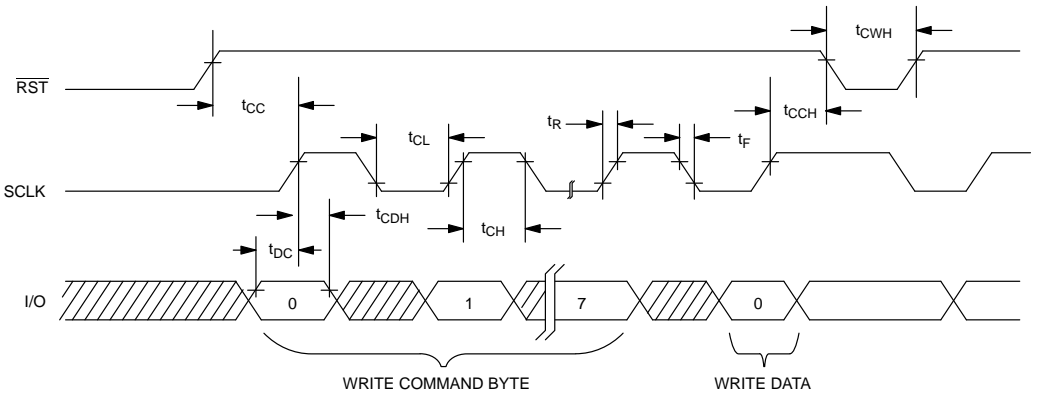 tCWH
RST
tCC
tCCH
tR
tF
tCL
SCLK
tCDH
tCH
tDC
I/O
0 1 7 0
WRITE COMMAND BYTE WRITE DATA